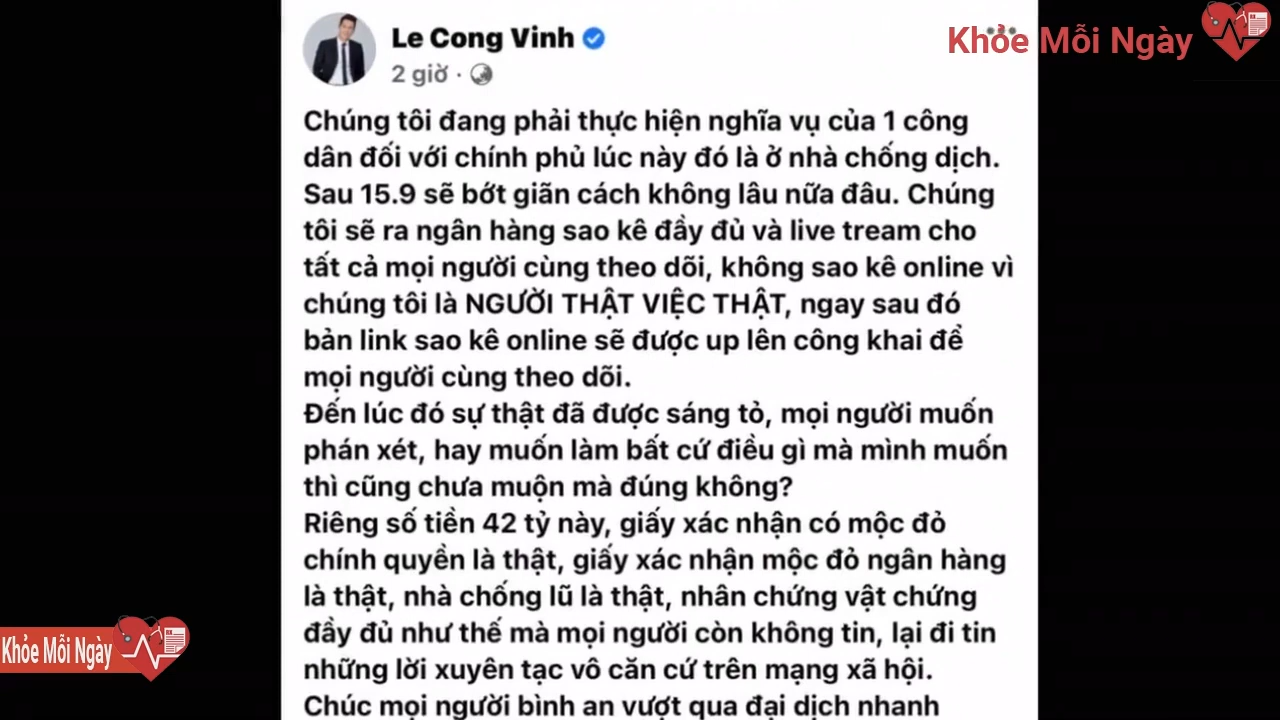 Le Cong Vinh
Khỏe Mỗi Ngày
2 giờ ·
Chúng tôi đang phải thực hiện nghĩa vụ của 1 công
dân đối với chính phủ lúc này đó là ở nhà chống dịch.
Sau 15.9 sẽ bớt giãn cách không lâu nữa đâu. Chúng
tôi sẽ ra ngân hàng sao kê đầy đủ và live tream cho
tất cả mọi người cùng theo dõi, không sao kê online vì
chúng tôi là NGƯỜI THẬT VIỆC THẬT, ngay sau đó
bản link sao kê online sẽ được up lên công khai để
mọi người cùng theo dõi.
Đến lúc đó sự thật đã được sáng tỏ, mọi người muốn
phán xét, hay muốn làm bất cứ điều gì mà mình muốn
thì cũng chưa muộn mà đúng không?
Riêng số tiền 42 tỷ này, giấy xác nhận có mộc đỏ
chính quyền là thật, giấy xác nhận mộc đỏ ngân hàng
là thật, nhà chống lũ là thật, nhân chứng vật chứng
đầy đủ như thế mà mọi người còn không tin, lại đi tin
những lời xuyên tạc vô căn cứ trên mạng xã hội.
Chúc mọi người bình an vượt qua đại dịch nhanh
Khỏe Mỗi Ngày